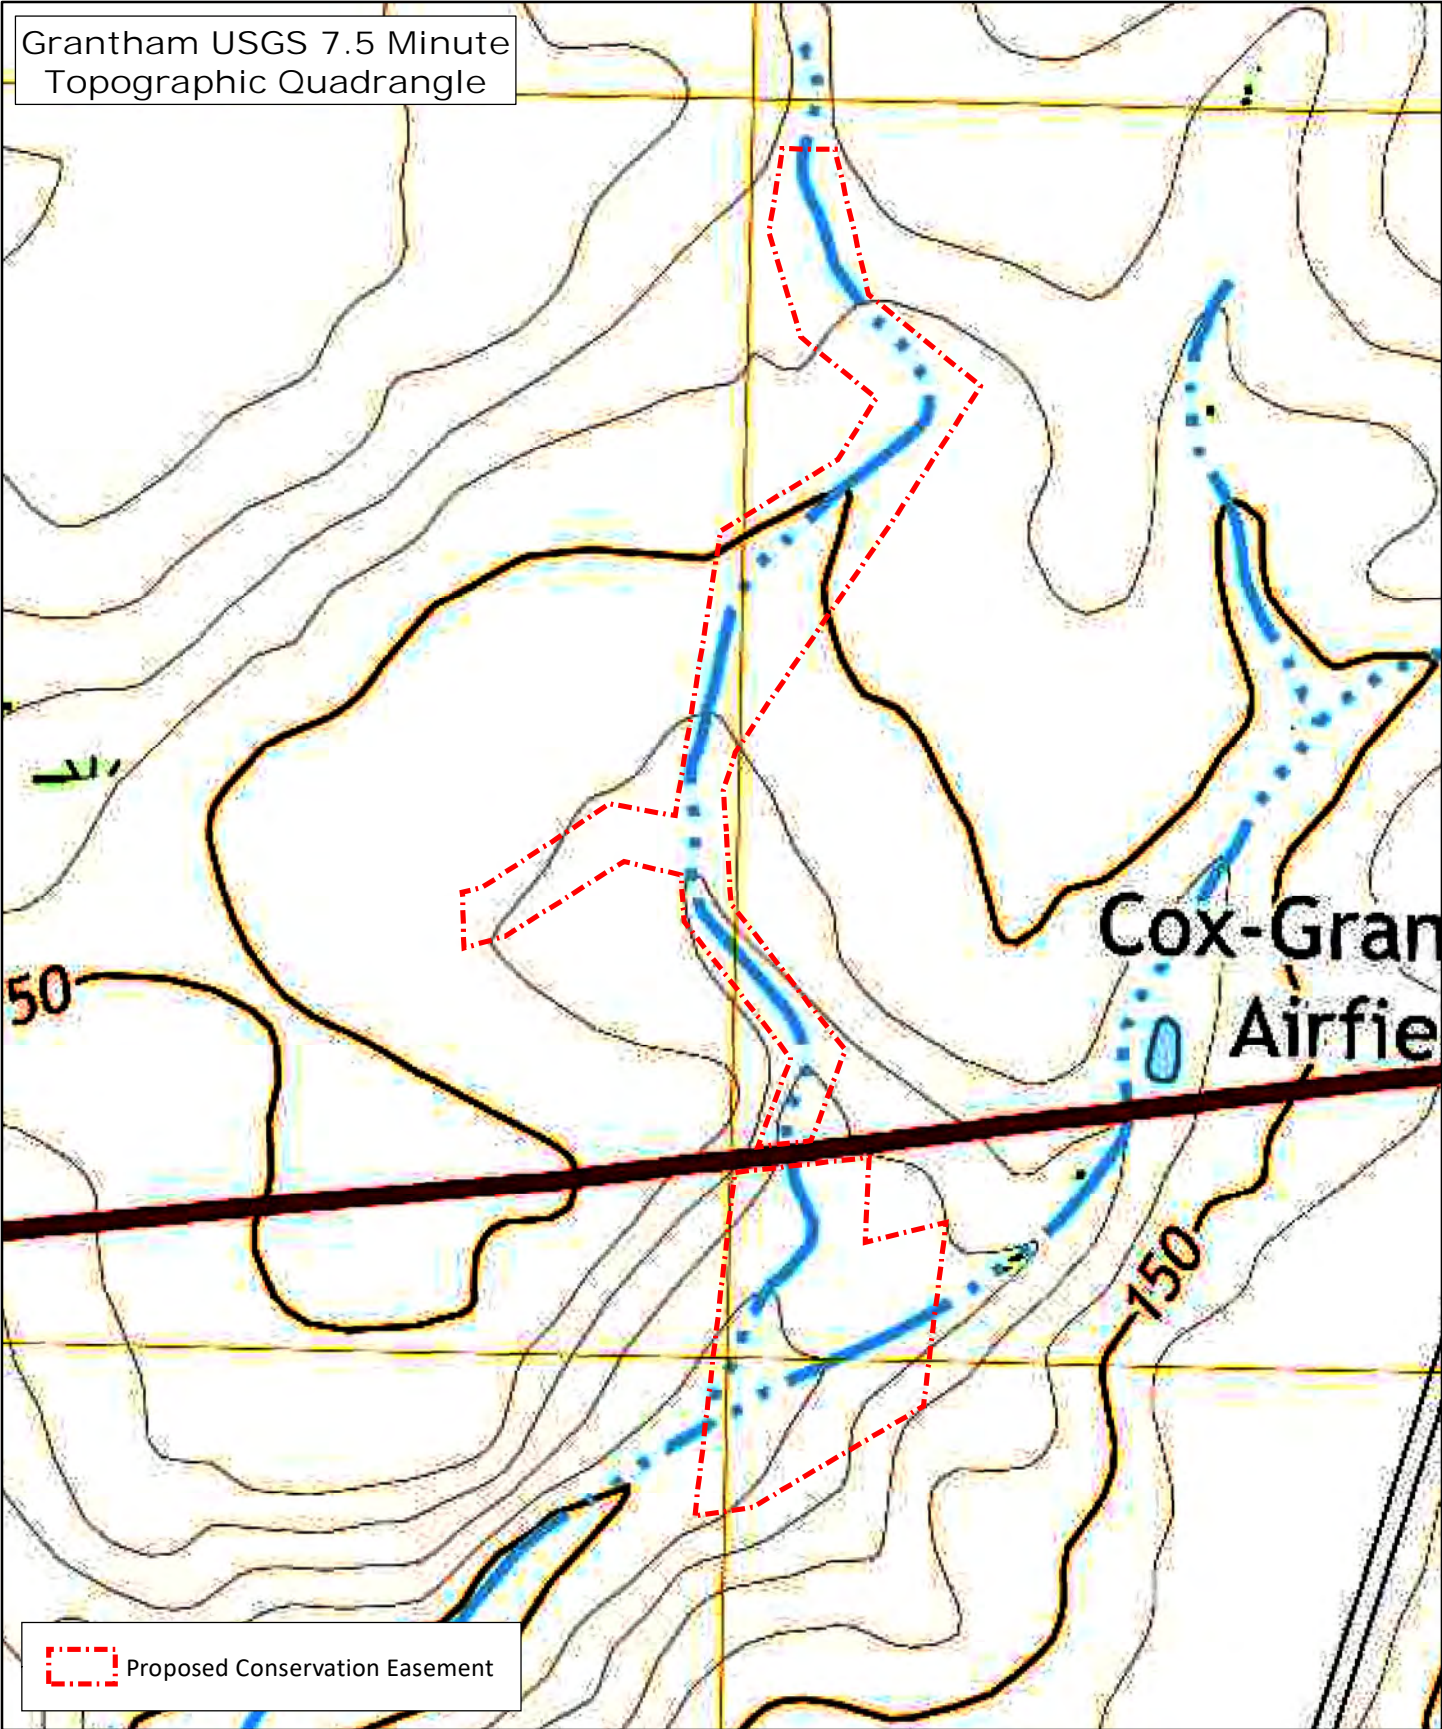 Grantham USGS 7.5 Minute
Topographic Quadrangle
Cox-Gran
50
Airfie
150
Proposed Conservation Easement